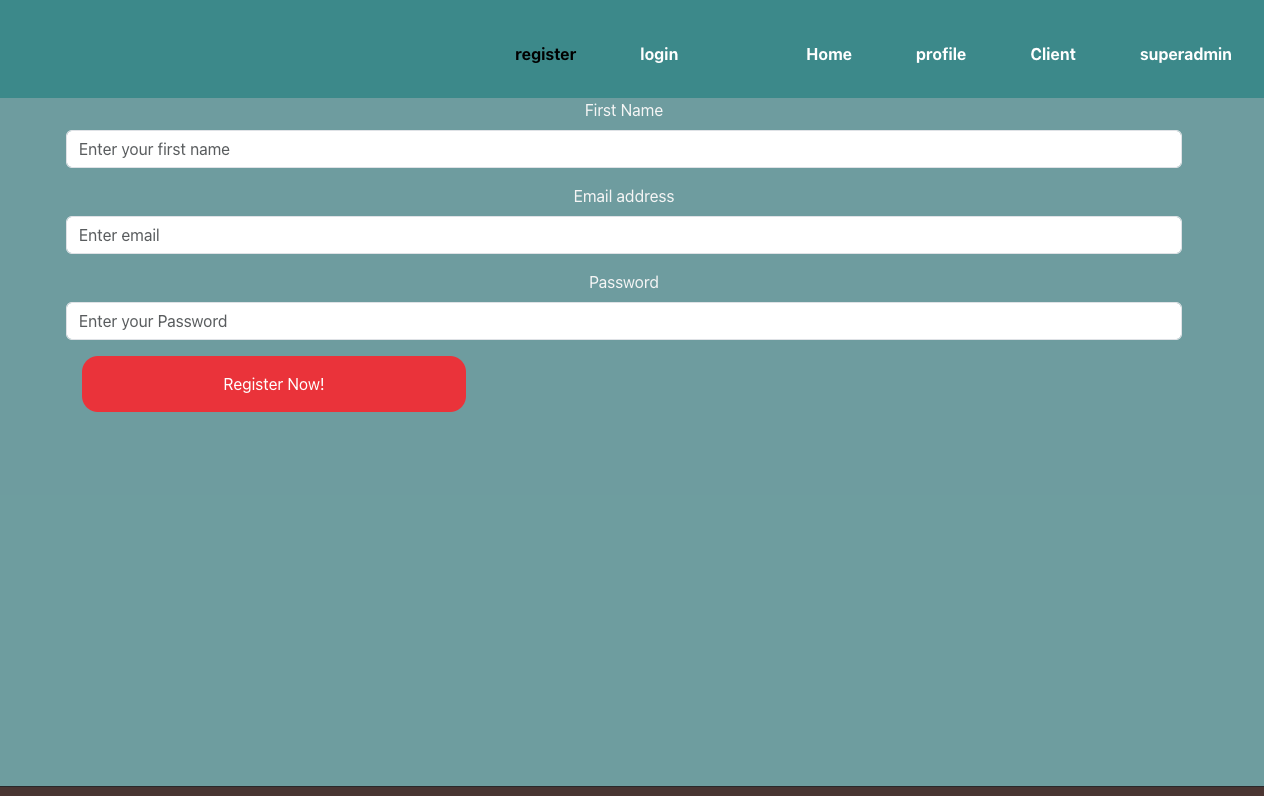 register login Home profile Client superadmin
First Name
Enter your first name
Email address
Enter email
Password
Enter your Password
Register Now!